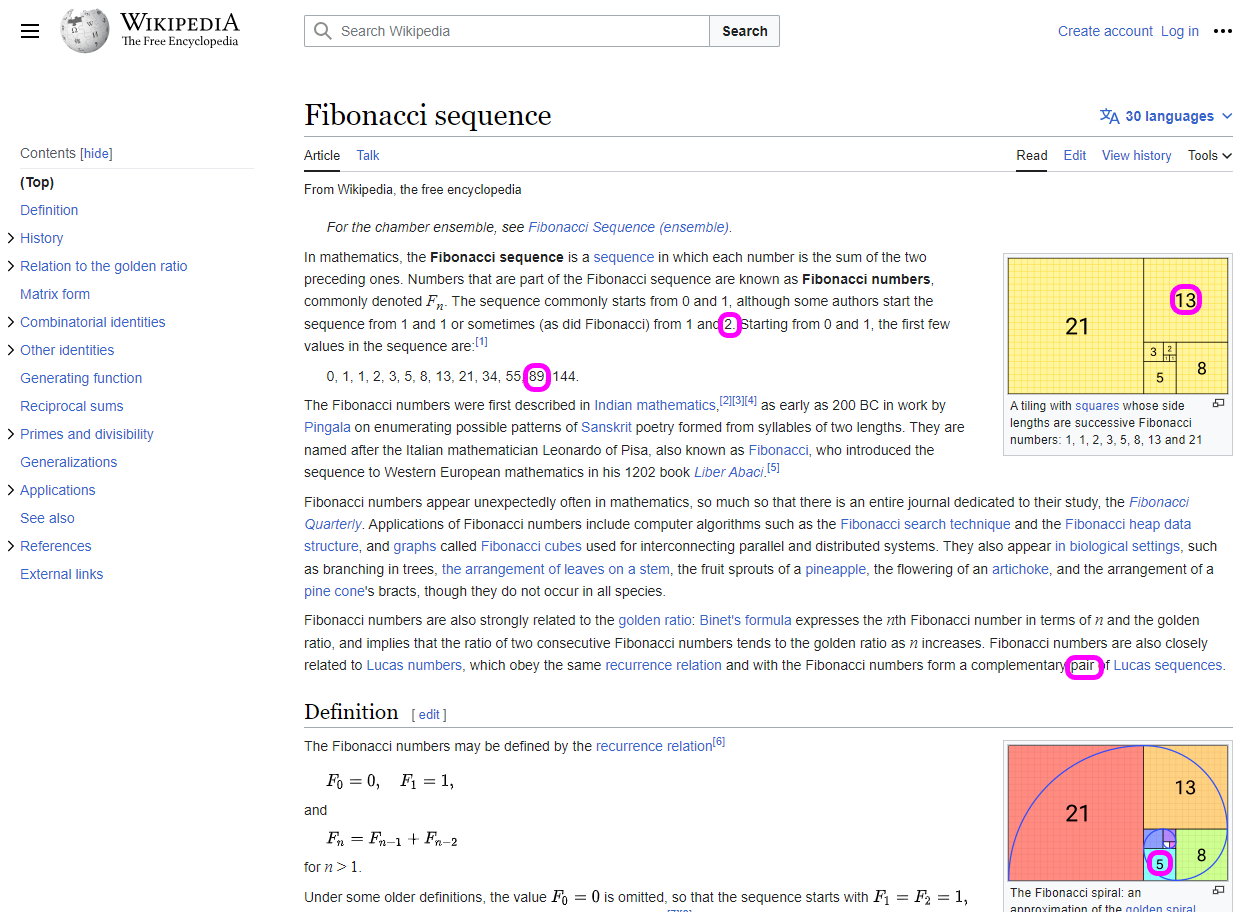 WIKIPEDIA
The Free Encyclopedia
Search Wikipedia
Search
Create account Log in
Fibonacci sequence
30 languages
Article Talk
Read Edit View history Tools
Contents [hide]
(Top)
Definition
History
Relation to the golden ratio
Matrix form
Combinatorial identities
Other identities
Generating function
Reciprocal sums
Primes and divisibility
Generalizations
Applications
See also
References
External links
From Wikipedia, the free encyclopedia
For the chamber ensemble, see Fibonacci Sequence (ensemble).
In mathematics, the Fibonacci sequence is a sequence in which each number is the sum of the two
preceding ones. Numbers that are part of the Fibonacci sequence are known as Fibonacci numbers,
commonly denoted Fn. The sequence commonly starts from 0 and 1, although some authors start the
sequence from 1 and 1 or sometimes (as did Fibonacci) from 1 and 2. Starting from 0 and 1, the first few
values in the sequence are:[1]
0, 1, 1, 2, 3, 5, 8, 13, 21, 34, 55, 89, 144.
21
13
3
2
1 1
5
8
A tiling with squares whose side
lengths are successive Fibonacci
numbers: 1, 1, 2, 3, 5, 8, 13 and 21
The Fibonacci numbers were first described in Indian mathematics,[2][3][4] as early as 200 BC in work by
Pingala on enumerating possible patterns of Sanskrit poetry formed from syllables of two lengths. They are
named after the Italian mathematician Leonardo of Pisa, also known as Fibonacci, who introduced the
sequence to Western European mathematics in his 1202 book Liber Abaci.[5]
Fibonacci numbers appear unexpectedly often in mathematics, so much so that there is an entire journal dedicated to their study, the Fibonacci
Quarterly. Applications of Fibonacci numbers include computer algorithms such as the Fibonacci search technique and the Fibonacci heap data
structure, and graphs called Fibonacci cubes used for interconnecting parallel and distributed systems. They also appear in biological settings, such
as branching in trees, the arrangement of leaves on a stem, the fruit sprouts of a pineapple, the flowering of an artichoke, and the arrangement of a
pine cone's bracts, though they do not occur in all species.
Fibonacci numbers are also strongly related to the golden ratio: Binet's formula expresses the nth Fibonacci number in terms of n and the golden
ratio, and implies that the ratio of two consecutive Fibonacci numbers tends to the golden ratio as n increases. Fibonacci numbers are also closely
related to Lucas numbers, which obey the same recurrence relation and with the Fibonacci numbers form a complementary pair of Lucas sequences.
Definition [ edit ]
The Fibonacci numbers may be defined by the recurrence relation[6]
F0 = 0, F1 = 1,
and
Fn = Fn−1 + Fn−2
for n > 1.
Under some older definitions, the value F0 = 0 is omitted, so that the sequence starts with F1 = F2 = 1,
21
13
5
8
The Fibonacci spiral: an
approximation of the golden spiral